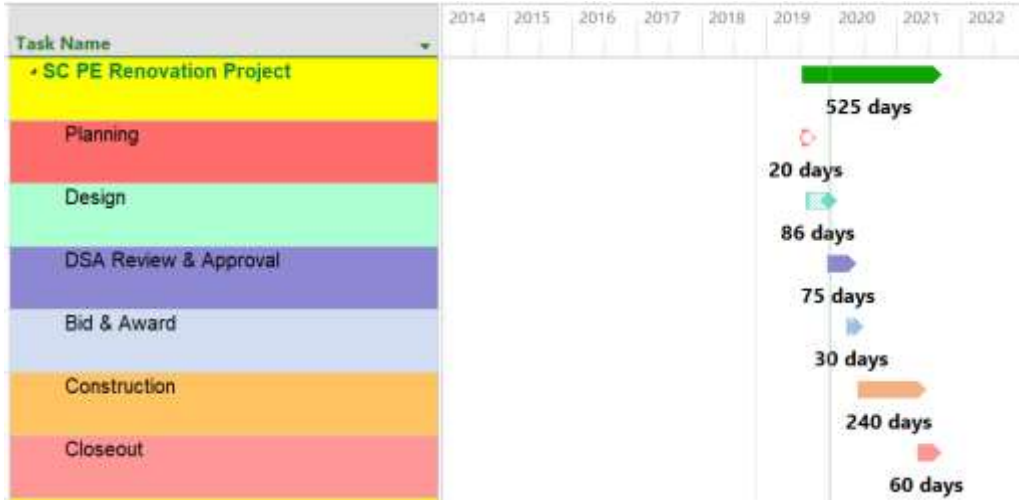 2014 2015 2016 2017 2018 2019 2020 2021 2022
Task Name
SC PE Renovation Project
525 days
Planning
20 days
Design
86 days
DSA Review & Approval
75 days
Bid & Award
30 days
Construction
240 days
Closeout
60 days